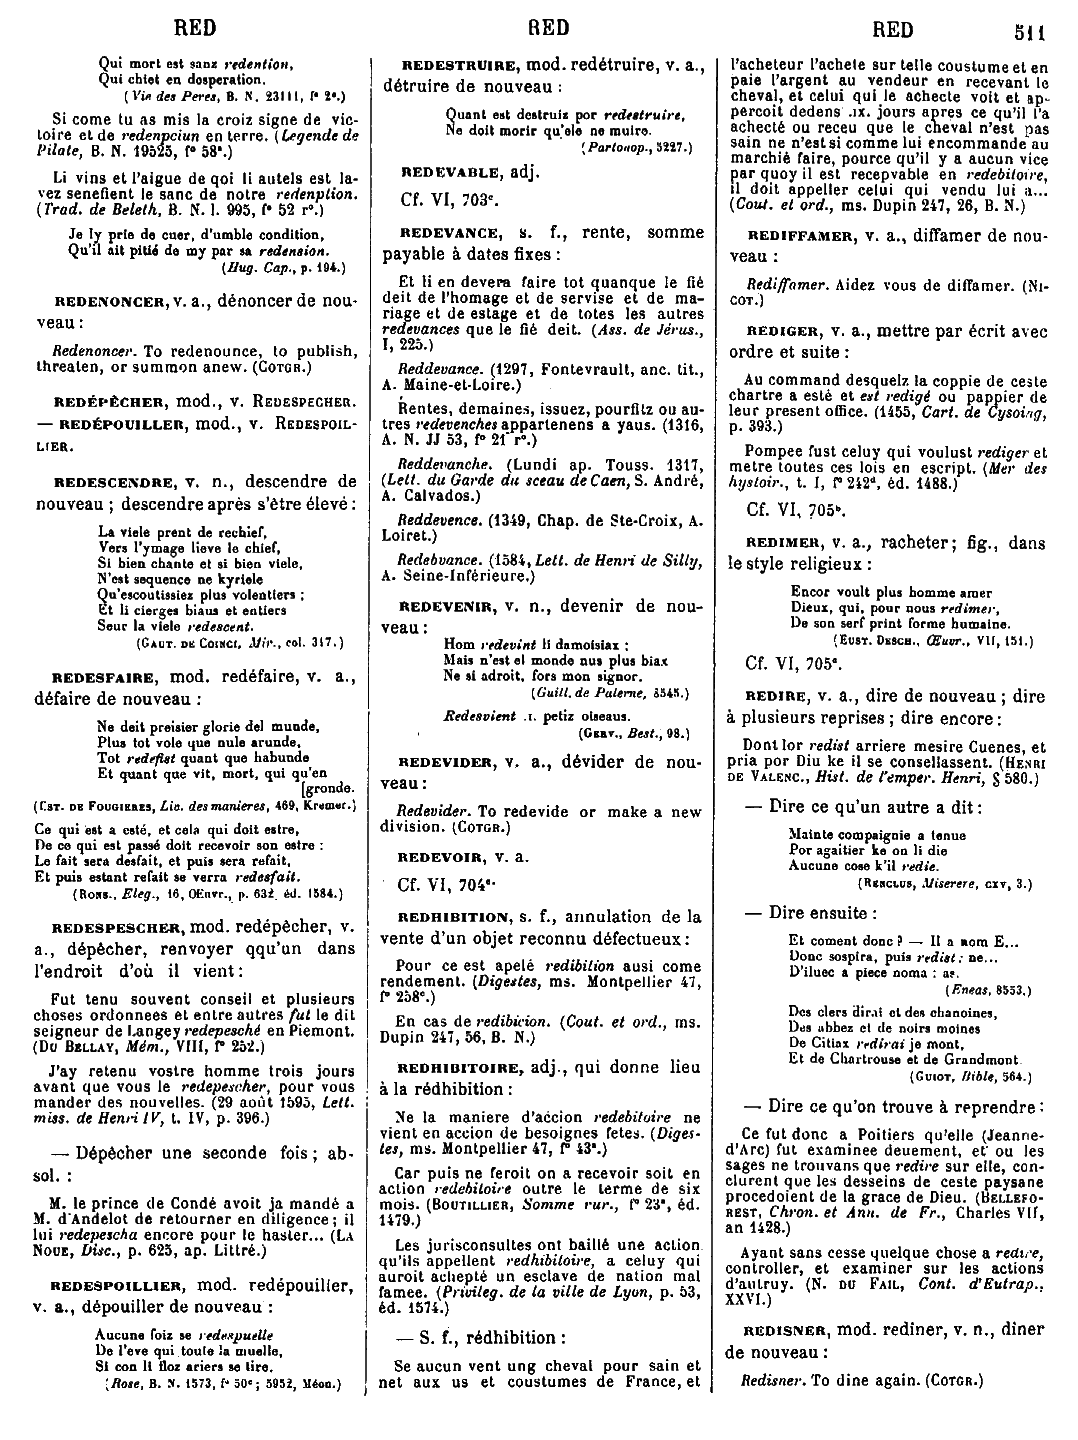 RED
RED
RED
511
Qui mort est sanz redention,
Qui chiet en desperation.
(Vie des Peres, B. N. 23111, f° 2ᵉ.)
Si come tu as mis la croiz signe de vic-
toire et de redenpciun en terre. (Legende de
Pilate, B. N. 19525, f° 58ᵃ.)
Li vins et l'aigue de qoi li autels est la-
vez senefient le sanc de notre redenption.
(Trad. de Beleth, B. N. l. 995, f° 52 r°.)
Je ly prie de cuer, d'umble condition,
Qu'il ait pitié de my par sa redension.
(Hug. Cap., p. 194.)
REDENONCER, v. a., dénoncer de nou-
veau :
Redenoncer. To redenounce, to publish,
threaten, or summon anew. (COTGR.)
REDÉPÊCHER, mod., v. REDESPECHER.
— REDÉPOUILLER, mod., v. REDESPOIL-
LIER.
REDESCENDRE, v. n., descendre de
nouveau ; descendre après s'être élevé :
La viele prent de rechief,
Vers l'ymage lieve le chief,
Si bien chante et si bien viele,
N'est sequence ne kyriele
Qu'escoutissiez plus volentiers ;
Et li cierges biaus et entiers
Seur la viele redescent.
(GAUT. DE COINCI, Mir., col. 317.)
REDESFAIRE, mod. redéfaire, v. a.,
défaire de nouveau :
Ne deit preisier glorie del munde,
Plus tot vole que nule arunde,
Tot redefist quant que habunde
Et quant que vit, mort, qui qu'en
[gronde.
(EST. DE FOUGIERES, Liv. des manieres, 469, Kremer.)
Ce qui est a esté, et cela qui doit estre,
De ce qui est passé doit recevoir son estre :
Le fait sera desfait, et puis sera refait,
Et puis estant refait se verra redesfait.
(RONS., Eleg., 16, OEuvr., p. 632, éd. 1584.)
REDESPESCHER, mod. redépêcher, v.
a., dépêcher, renvoyer qqu'un dans
l'endroit d'où il vient :
Fut tenu souvent conseil et plusieurs
choses ordonnees et entre autres fut le dit
seigneur de Langey redepesché en Piemont.
(DU BELLAY, Mém., VIII, f° 252.)
J'ay retenu vostre homme trois jours
avant que vous le redepescher, pour vous
mander des nouvelles. (29 août 1595, Lett.
miss. de Henri IV, t. IV, p. 396.)
— Dépêcher une seconde fois ; ab-
sol. :
M. le prince de Condé avoit ja mandé a
M. d'Andelot de retourner en diligence ; il
lui redepescha encore pour le haster... (LA
NOUE, Disc., p. 625, ap. Littré.)
REDESPOILLIER, mod. redépouiller,
v. a., dépouiller de nouveau :
Aucune foiz se redespuelle
De l'eve qui toute la muelle,
Si con li floz ariers se tire.
(Rose, B. N. 1573, f° 50ᶜ ; 5952, Méon.)
REDESTRUIRE, mod. redétruire, v. a.,
détruire de nouveau :
Quant est destruiz por redestruire,
Ne doit morir qu'ele ne muire.
(Partonop., 5227.)
REDEVABLE, adj.
Cf. VI, 703ᶜ.
REDEVANCE, s. f., rente, somme
payable à dates fixes :
Et li en devera faire tot quanque le fié
deit de l'homage et de servise et de ma-
riage et de estage et de totes les autres
redevances que le fié deit. (Ass. de Jérus.,
I, 225.)
Reddevance. (1297, Fontevrault, anc. tit.,
A. Maine-et-Loire.)
Rentes, demaines, issuez, pourfitz ou au-
tres redevenches appartenens a yaus. (1316,
A. N. JJ 53, f° 21 r°.)
Reddevanche. (Lundi ap. Touss. 1317,
(Lett. du Garde du sceau de Caen, S. André,
A. Calvados.)
Reddevence. (1349, Chap. de Ste-Croix, A.
Loiret.)
Redebvance. (1584, Lett. de Henri de Silly,
A. Seine-Inférieure.)
REDEVENIR, v. n., devenir de nou-
veau :
Hom redevint li damoisiax :
Mais n'est el monde nus plus biax
Ne si adroit, fors mon signor.
(Guill. de Palerne, 8545.)
Redesvient .I. petiz oiseaus.
(GERV., Best., 98.)
REDEVIDER, v. a., dévider de nou-
veau :
Redevider. To redevide or make a new
division. (COTGR.)
REDEVOIR, v. a.
Cf. VI, 704ᵃ.
REDHIBITION, s. f., annulation de la
vente d'un objet reconnu défectueux :
Pour ce est apelé redibition ausi come
rendement. (Digestes, ms. Montpellier 47,
f° 258ᶜ.)
En cas de redibicion. (Cout. et ord., ms.
Dupin 247, 56, B. N.)
REDHIBITOIRE, adj., qui donne lieu
à la rédhibition :
Ne la maniere d'accion redebitoire ne
vient en accion de besoignes fetes. (Diges-
tes, ms. Montpellier 47, f° 43ᵃ.)
Car puis ne feroit on a recevoir soit en
action redebitoire outre le terme de six
mois. (BOUTILLIER, Somme rur., f° 23ᵃ, éd.
1479.)
Les jurisconsultes ont baillé une action
qu'ils appellent redhibitoire, a celuy qui
auroit achepté un esclave de nation mal
famee. (Privileg. de la ville de Lyon, p. 53,
éd. 1574.)
— S. f., rédhibition :
Se aucun vent ung cheval pour sain et
net aux us et coustumes de France, et
l'acheteur l'achete sur telle coustume et en
paie l'argent au vendeur en recevant le
cheval, et celui qui le achecte voit et ap-
percoit dedens .IX. jours apres ce qu'il l'a
achecté ou receu que le cheval n'est pas
sain ne n'est si comme lui encommande au
marchié faire, pource qu'il y a aucun vice
par quoy il est recepvable en redebitoire,
il doit appeller celui qui vendu lui a...
(Cout. et ord., ms. Dupin 247, 26, B. N.)
REDIFFAMER, v. a., diffamer de nou-
veau :
Rediffamer. Aidez vous de diffamer. (NI-
COT.)
REDIGER, v. a., mettre par écrit avec
ordre et suite :
Au command desquelz la coppie de ceste
chartre a esté et est redigé ou pappier de
leur present office. (1455, Cart. de Cysoing,
p. 393.)
Pompee fust celuy qui voulust rediger et
metre toutes ces lois en escript. (Mer des
hystoir., t. I, f° 242ᵈ, éd. 1488.)
Cf. VI, 705ᵇ.
REDIMER, v. a., racheter ; fig., dans
le style religieux :
Encor voult plus homme amer
Dieux, qui, pour nous redimer,
De son serf print forme humaine.
(EUST. DESCH., Œuvr., VII, 151.)
Cf. VI, 705ᵃ.
REDIRE, v. a., dire de nouveau ; dire
à plusieurs reprises ; dire encore :
Dont lor redist arriere mesire Cuenes, et
pria por Diu ke il se consellassent. (HENRI
DE VALENC., Hist. de l'emper. Henri, § 580.)
— Dire ce qu'un autre a dit :
Mainte compaignie a tenue
Por agaitier ke on li die
Aucune cose k'il redie.
(RENCLUS, Miserere, CXV, 3.)
— Dire ensuite :
Et coment donc ? — Il a nom E...
Donc sospira, puis redist : ne...
D'iluec a piece noma : as.
(Eneas, 8553.)
Des clers dirai et des chanoines,
Des abbez et de noirs moines
De Citiax redirai je mont,
Et de Chartrouse et de Grandmont.
(GUIOT, Bible, 564.)
— Dire ce qu'on trouve à reprendre :
Ce fut donc a Poitiers qu'elle (Jeanne-
d'Arc) fut examinee deuement, et ou les
sages ne trouvans que redire sur elle, con-
clurent que les desseins de ceste paysane
procedoient de la grace de Dieu. (BELLEFO-
REST, Chron. et Ann. de Fr., Charles VII,
an 1428.)
Ayant sans cesse quelque chose a redire,
controller, et examiner sur les actions
d'autruy. (N. DU FAIL, Cont. d'Eutrap.,
XXVI.)
REDISNER, mod. rediner, v. n., dîner
de nouveau :
Redisner. To dine again. (COTGR.)